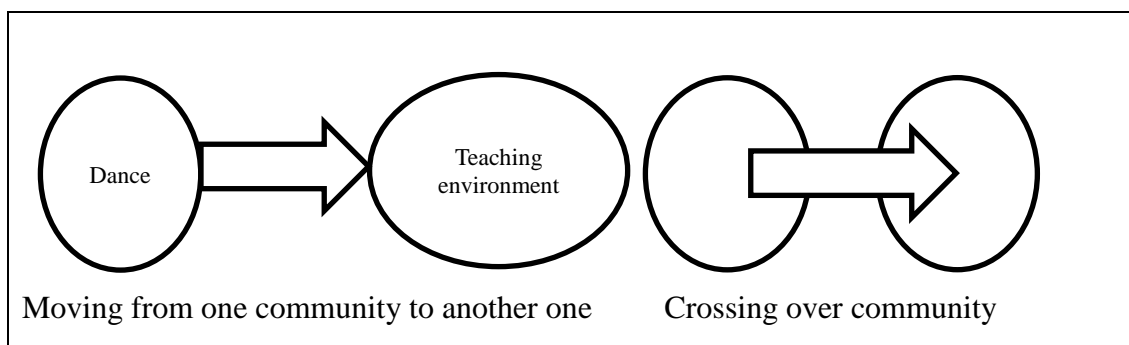 Dance
Teaching
environment
Moving from one community to another one
Crossing over community